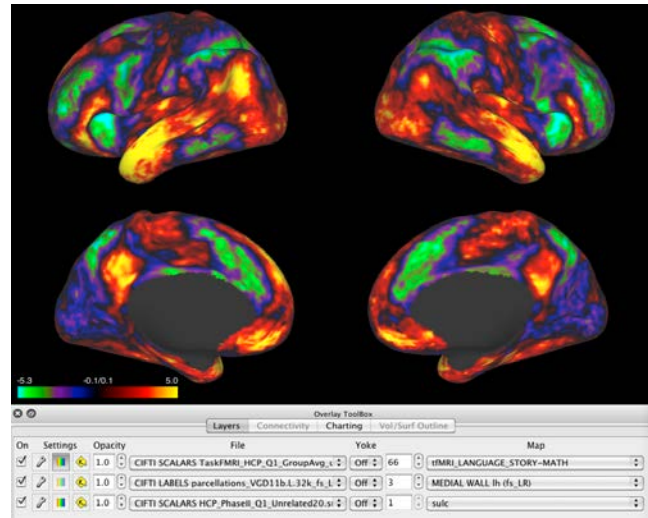 -5.3 -0.1/0.1 5.0
Overlay ToolBox
Layers Connectivity Charting Vol/Surf Outline
On Settings Opacity File Yoke Map
1.0 CIFTI SCALARS TaskFMRI_HCP_Q1_GroupAvg_ Off 66 tfMRI_LANGUAGE_STORY-MATH
1.0 CIFTI LABELS parcellations_VGD11b.L.32k_fs_L Off 3 MEDIAL WALL lh (fs_LR)
1.0 CIFTI SCALARS HCP_PhaseII_Q1_Unrelated20.s Off 1 sulc